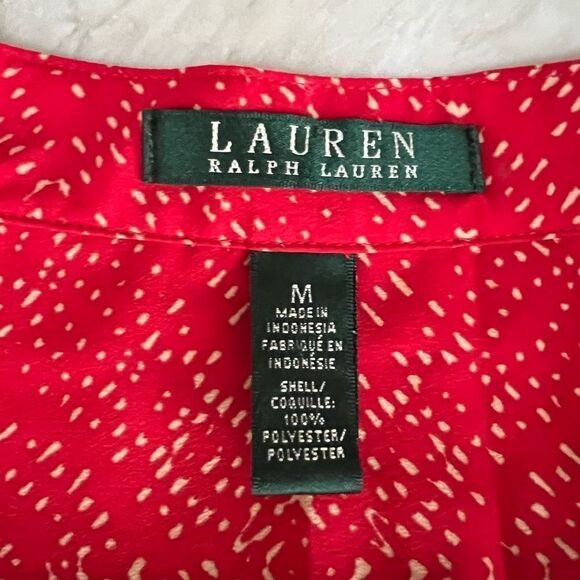 LAUREN
RALPH LAUREN
M
MADE IN
INDONESIA
FABRIQUÉ EN
INDONÉSIE
SHELL/
COQUILLE:
100%
POLYESTER/
POLYESTER